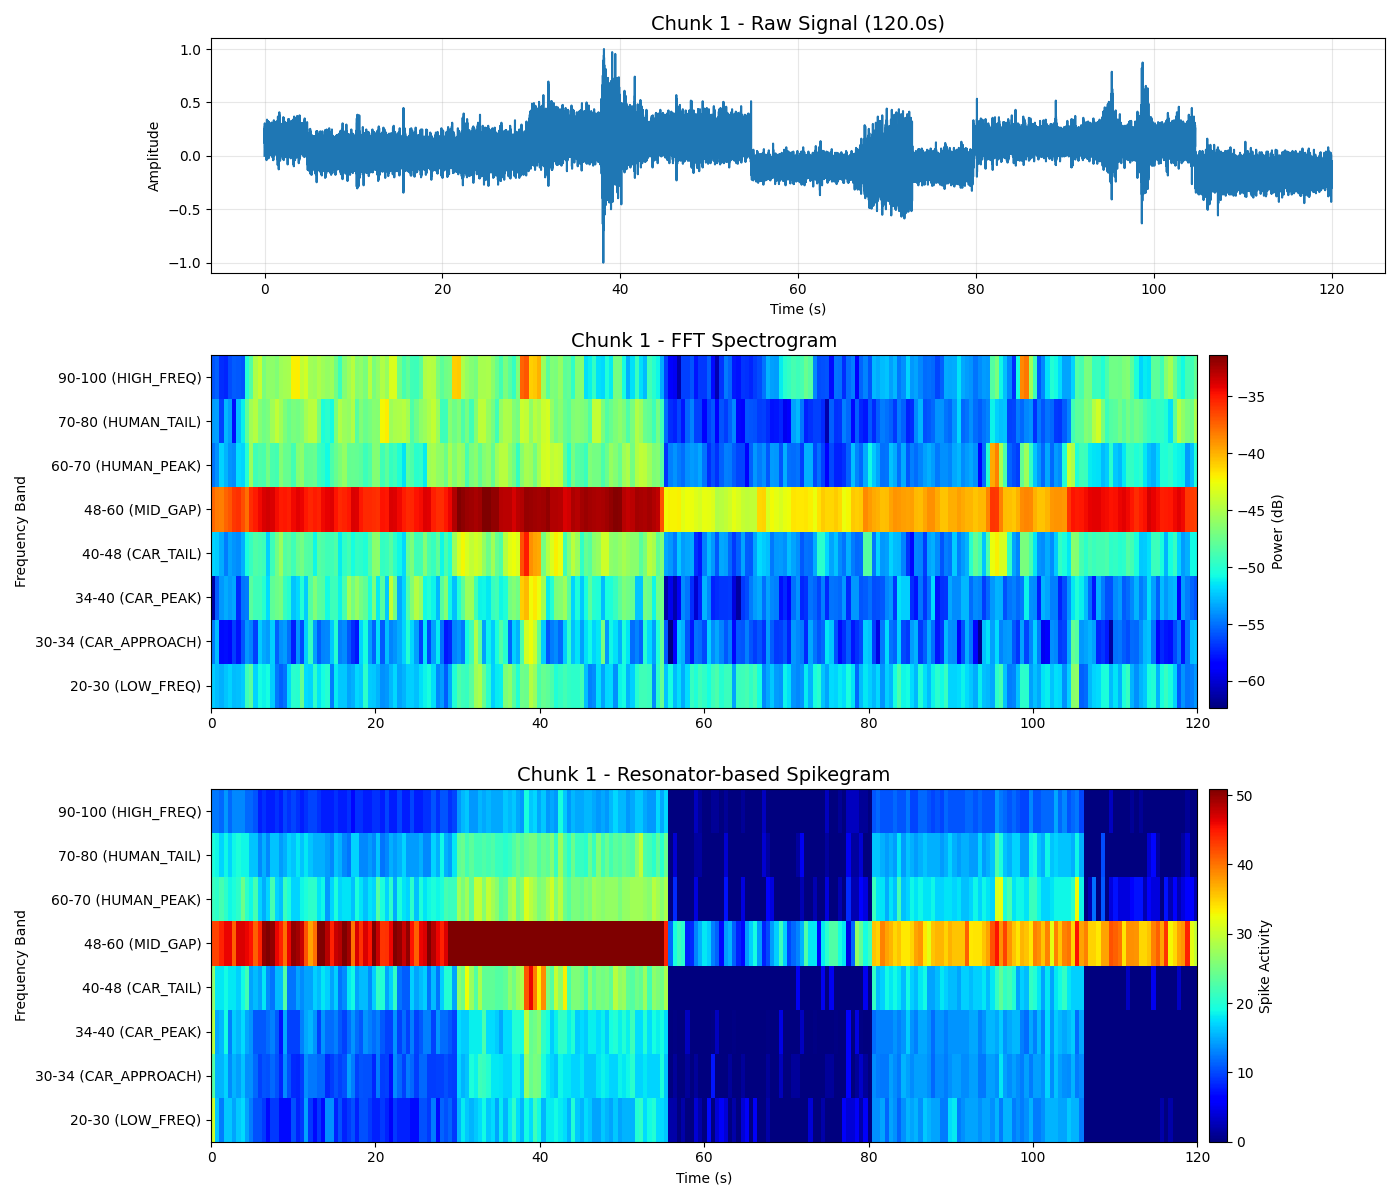 Chunk 1 - Raw Signal (120.0s)
Amplitude
1.0
0.5
0.0
−0.5
−1.0
0 20 40 60 80 100 120
Time (s)
Chunk 1 - FFT Spectrogram
Frequency Band
90-100 (HIGH_FREQ)
70-80 (HUMAN_TAIL)
60-70 (HUMAN_PEAK)
48-60 (MID_GAP)
40-48 (CAR_TAIL)
34-40 (CAR_PEAK)
30-34 (CAR_APPROACH)
20-30 (LOW_FREQ)
0 20 40 60 80 100 120
−35
−40
−45
−50
−55
−60
Power (dB)
Chunk 1 - Resonator-based Spikegram
Frequency Band
90-100 (HIGH_FREQ)
70-80 (HUMAN_TAIL)
60-70 (HUMAN_PEAK)
48-60 (MID_GAP)
40-48 (CAR_TAIL)
34-40 (CAR_PEAK)
30-34 (CAR_APPROACH)
20-30 (LOW_FREQ)
0 20 40 60 80 100 120
Time (s)
50
40
30
20
10
0
Spike Activity